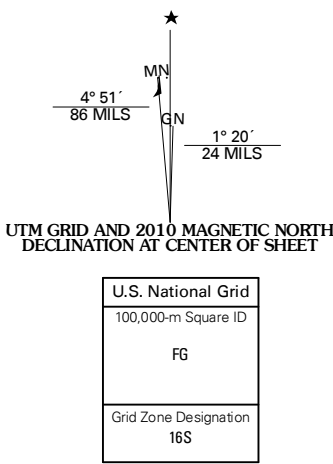 MN
4° 51´
86 MILS
GN
1° 20´
24 MILS
UTM GRID AND 2010 MAGNETIC NORTH
DECLINATION AT CENTER OF SHEET
U.S. National Grid
100,000-m Square ID
FG
Grid Zone Designation
16S